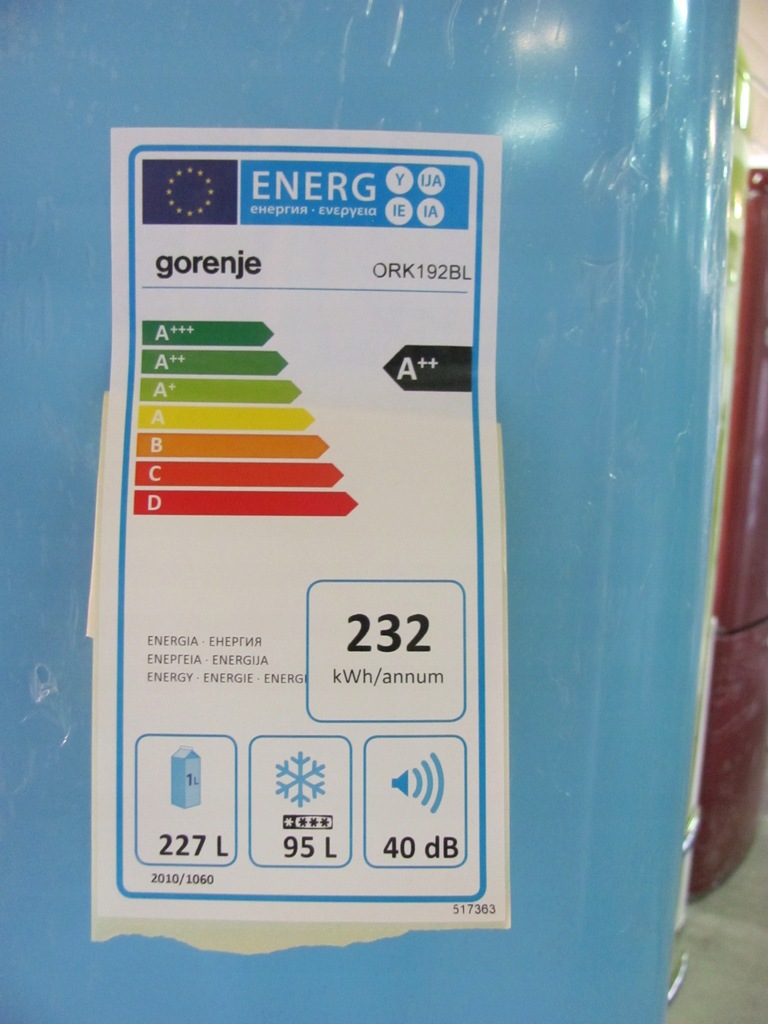 ENERG Y IJA
енергия · ενεργεια IE IA
gorenje ORK192BL
A+++
A++ A++
A+
A
B
C
D
ENERGIA · ЕНЕРГИЯ
ΕΝΕΡΓΕΙΑ · ENERGIJA
ENERGY · ENERGIE · ENERGI
232
kWh/annum
1L
227 L 95 L 40 dB
2010/1060
517363